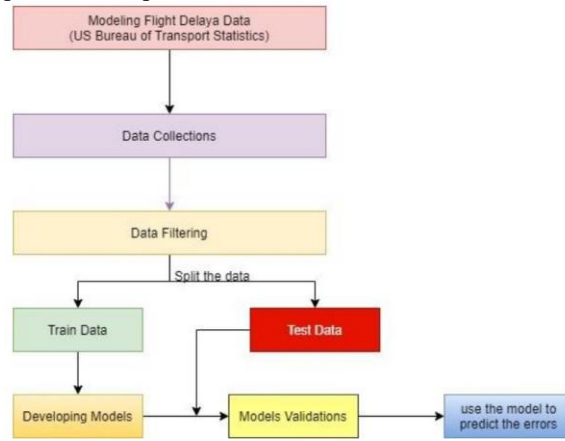 Modeling Flight Delaya Data
(US Bureau of Transport Statistics)
Data Collections
Data Filtering
Split the data
Train Data
Test Data
Developing Models
Models Validations
use the model to
predict the errors